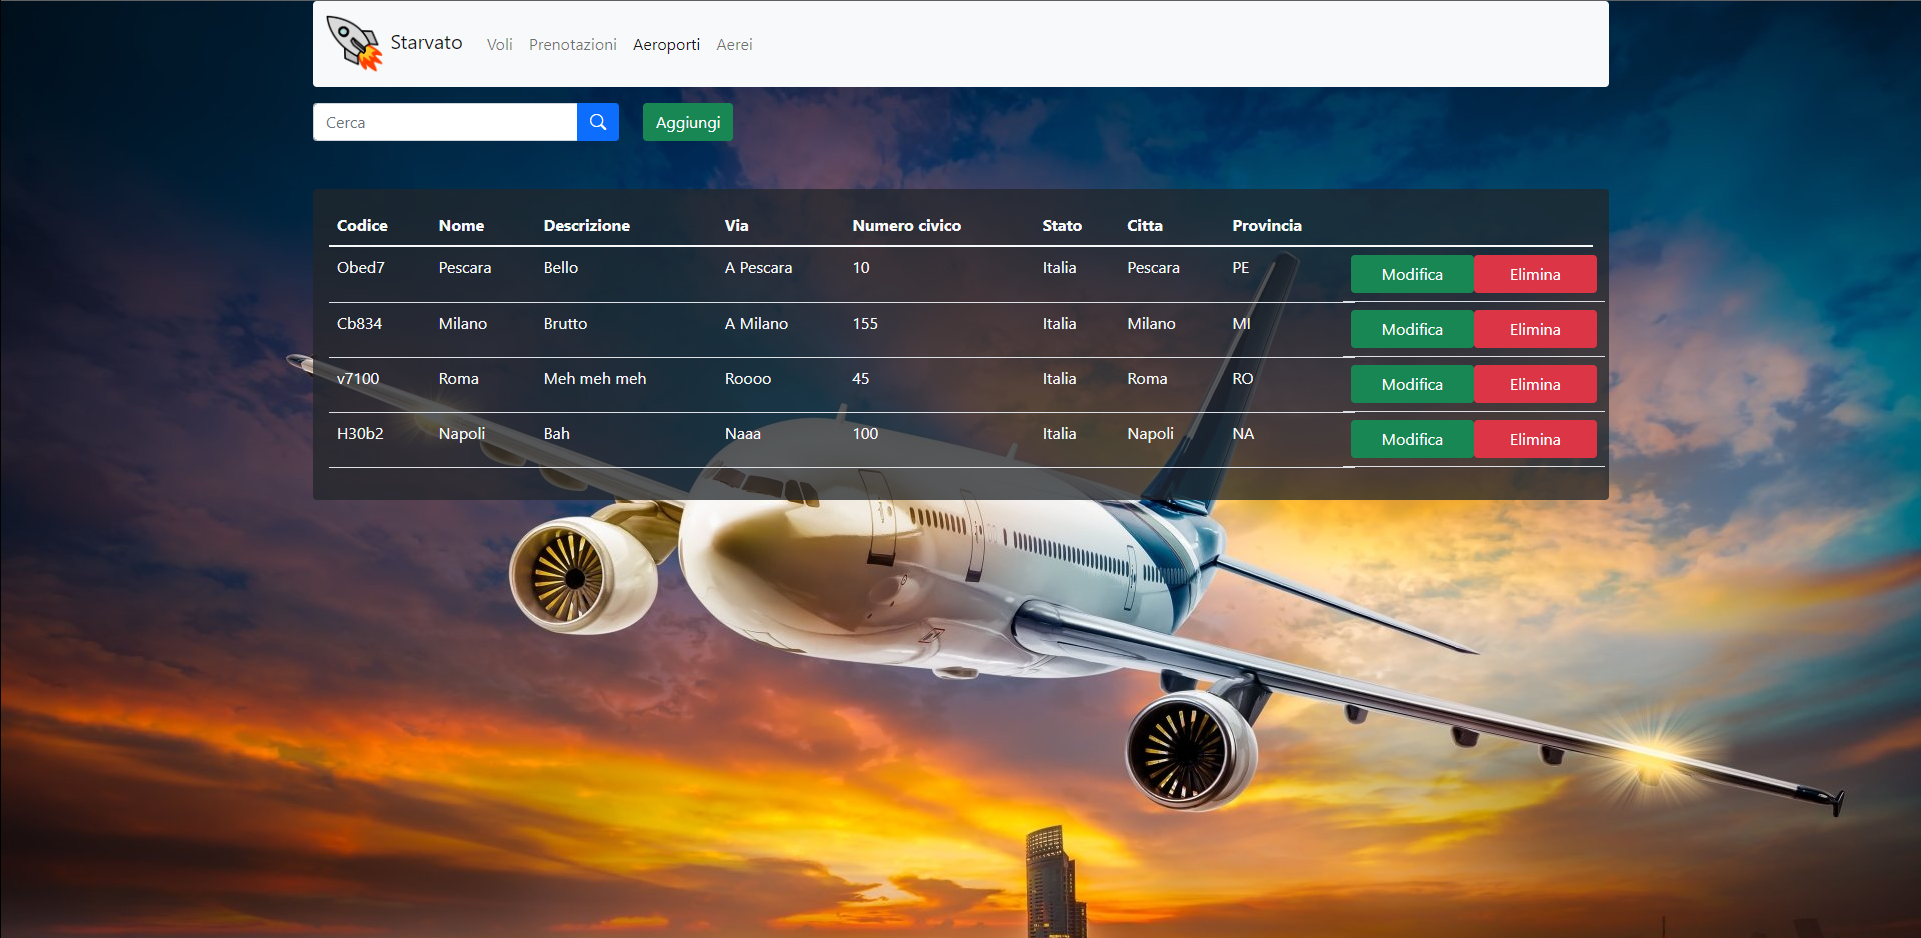 Starvato Voli Prenotazioni Aeroporti Aerei
Cerca Aggiungi
Codice Nome Descrizione Via Numero civico Stato Citta Provincia
Obed7 Pescara Bello A Pescara 10 Italia Pescara PE Modifica Elimina
Cb834 Milano Brutto A Milano 155 Italia Milano MI Modifica Elimina
v7100 Roma Meh meh meh Roooo 45 Italia Roma RO Modifica Elimina
H30b2 Napoli Bah Naaa 100 Italia Napoli NA Modifica Elimina